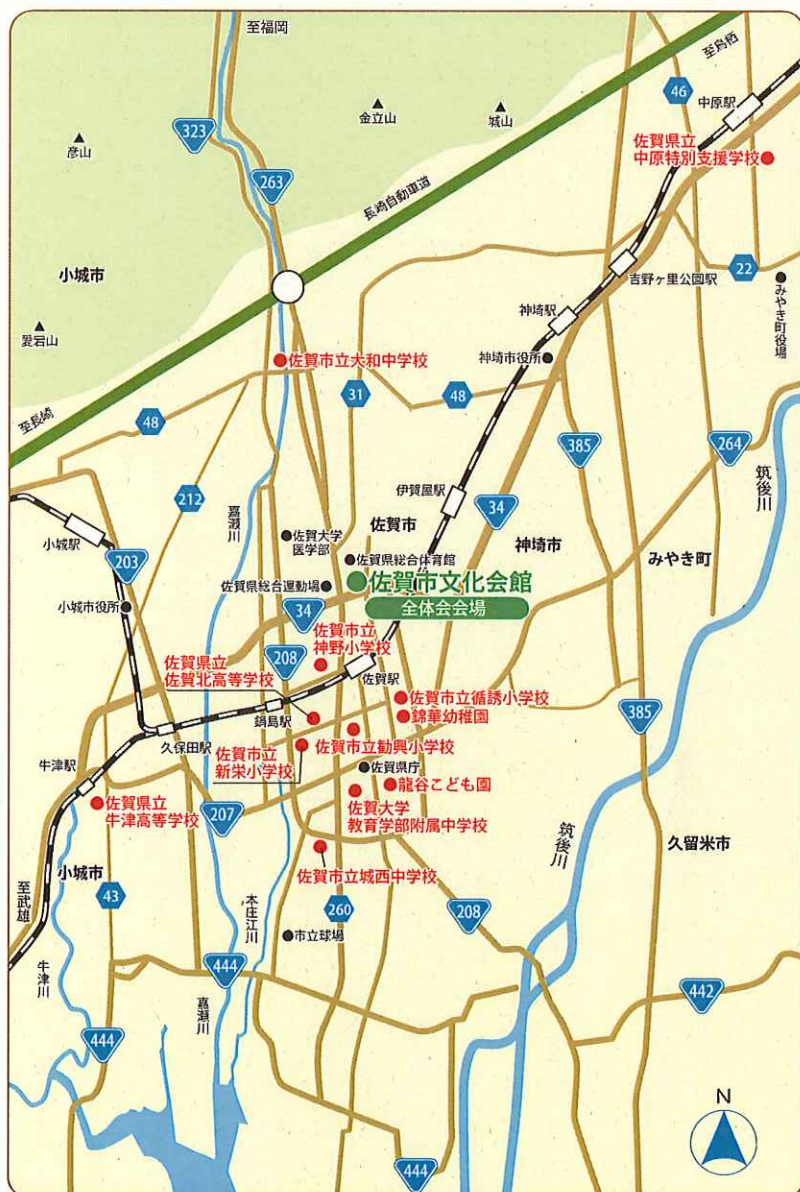 至福岡
至鳥栖
46
中原駅
金立山
城山
彦山
323
佐賀県立
中原特別支援学校
263
長崎自動車道
小城市
22
吉野ヶ里公園駅
みやき町役場
神埼駅
愛宕山
神埼市役所
佐賀市立大和中学校
31
48
至長崎
48
385
264
筑後川
212
嘉瀬川
伊賀屋駅
34
小城駅
佐賀大学
医学部
佐賀市
神埼市
みやき町
203
佐賀県総合体育館
佐賀県総合運動場
佐賀市文化会館
全体会会場
小城市役所
34
佐賀市立
神野小学校
208
佐賀県立
佐賀北高等学校
佐賀駅
佐賀市立循誘小学校
錦華幼稚園
鍋島駅
385
久保田駅
佐賀市立
新栄小学校
佐賀市立勧興小学校
牛津駅
佐賀県庁
龍谷こども園
佐賀県立
牛津高等学校
207
佐賀大学
教育学部附属中学校
筑後川
久留米市
佐賀市立城西中学校
小城市
至武雄
43
本庄江川
260
208
市立球場
牛津川
444
嘉瀬川
442
444
N
444